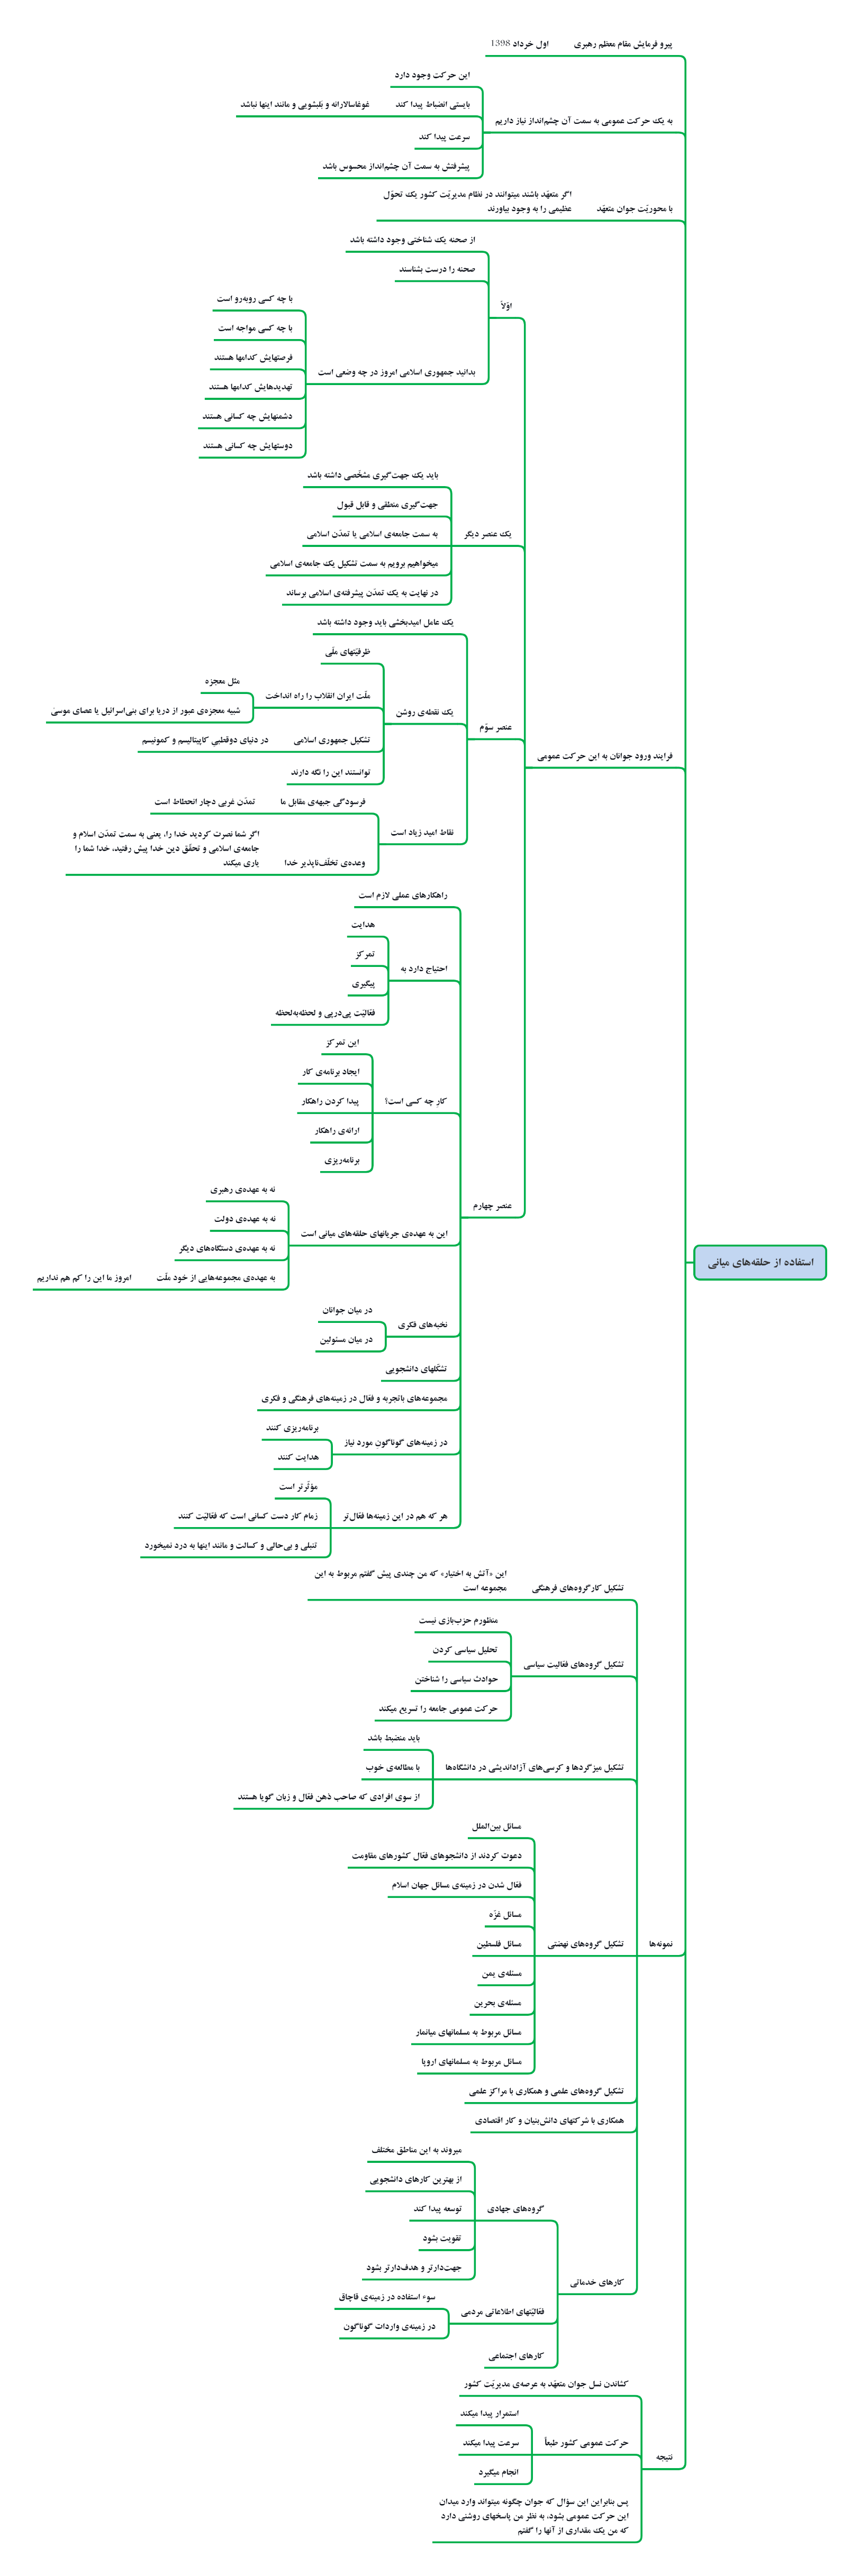 استفاده از حلقه‌های میانی
پیرو فرمایش مقام معظم رهبری
اول خرداد 1398
به یک حرکت عمومی به سمت آن چشم‌انداز نیاز داریم
این حرکت وجود دارد
بایستی انضباط پیدا کند
غوغاسالارانه و بَلبشویی و مانند اینها نباشد
سرعت پیدا کند
پیشرفتش به سمت آن چشم‌انداز محسوس باشد
با محوریّت جوان متعهّد
اگر متعهّد باشند میتوانند در نظام مدیریّت کشور یک تحوّل
عظیمی را به وجود بیاورند
فرایند ورود جوانان به این حرکت عمومی
اوّلاً
از صحنه یک شناختی وجود داشته باشد
صحنه را درست بشناسند
بدانید جمهوری اسلامی امروز در چه وضعی است
با چه کسی روبه‌رو است
با چه کسی مواجه است
فرصتهایش کدامها هستند
تهدیدهایش کدامها هستند
دشمنهایش چه کسانی هستند
دوستهایش چه کسانی هستند
یک عنصر دیگر
باید یک جهت‌گیری مشخّصی داشته باشد
جهت‌گیری منطقی و قابل قبول
به سمت جامعه‌ی اسلامی یا تمدّن اسلامی
میخواهیم برویم به سمت تشکیل یک جامعه‌ی اسلامی
در نهایت به یک تمدّن پیشرفته‌ی اسلامی برساند
عنصر سوّم
یک عامل امیدبخشی باید وجود داشته باشد
یک نقطه‌ی روشن
ظرفیّتهای ملّی
ملّت ایران انقلاب را راه انداخت
مثل معجزه
شبیه معجزه‌ی عبور از دریا برای بنی‌اسرائیل یا عصای موسیٰ
تشکیل جمهوری اسلامی
در دنیای دوقطبیِ کاپیتالیسم و کمونیسم
توانستند این را نگه دارند
نقاط امید زیاد است
فرسودگی جبهه‌ی مقابل ما
تمدّن غربی دچار انحطاط است
وعده‌ی تخلّف‌ناپذیر خدا
اگر شما نصرت کردید خدا را، یعنی به سمت تمدّن اسلام و
جامعه‌ی اسلامی و تحقّق دین خدا پیش رفتید، خدا شما را
یاری میکند
عنصر چهارم
راهکارهای عملی لازم است
احتیاج دارد به
هدایت
تمرکز
پیگیری
فعّالیّت پی‌درپی و لحظه‌به‌لحظه
کارِ چه کسی است؟
این تمرکز
ایجاد برنامه‌ی کار
پیدا کردن راهکار
ارائه‌ی راهکار
برنامه‌ریزی
این به عهده‌ی جریانهای حلقه‌های میانی است
نه به عهده‌ی رهبری
نه به عهده‌ی دولت
نه به عهده‌ی دستگاه‌های دیگر
به عهده‌ی مجموعه‌هایی از خود ملّت
امروز ما این را کم هم نداریم
نخبه‌های فکری
در میان جوانان
در میان مسئولین
تشکّلهای دانشجویی
مجموعه‌های باتجربه و فعّال در زمینه‌های فرهنگی و فکری
در زمینه‌های گوناگونِ مورد نیاز
برنامه‌ریزی کنند
هدایت کنند
هر که هم در این زمینه‌ها فعّال‌تر
مؤثّرتر است
زمام کار دست کسانی است که فعّالیّت کنند
تنبلی و بی‌حالی و کسالت و مانند اینها به درد نمیخورد
نمونه‌ها
تشکیل کارگروه‌های فرهنگی
این «آتش به اختیار» که من چندی پیش گفتم مربوط به این
مجموعه است
تشکیل گروه‌های فعّالیت سیاسی
منظورم حزب‌بازی نیست
تحلیل سیاسی کردن
حوادث سیاسی را شناختن
حرکت عمومی جامعه را تسریع میکند
تشکیل میزگردها و کرسی‌های آزاداندیشی در دانشگاه‌ها
باید منضبط باشد
با مطالعه‌ی خوب
از سوی افرادی که صاحب ذهن فعّال و زبان گویا هستند
تشکیل گروه‌های نهضتی
مسائل بین‌الملل
دعوت کردند از دانشجوهای فعّال کشورهای مقاومت
فعّال شدن در زمینه‌ی مسائل جهان اسلام
مسائل غزّه
مسائل فلسطین
مسئله‌ی یمن
مسئله‌ی بحرین
مسائل مربوط به مسلمانهای میانمار
مسائل مربوط به مسلمانهای اروپا
تشکیل گروه‌های علمی و همکاری با مراکز علمی
همکاری با شرکتهای دانش‌بنیان و کار اقتصادی
کارهای خدماتی
گروه‌های جهادی
میروند به این مناطق مختلف
از بهترین کارهای دانشجویی
توسعه پیدا کند
تقویت بشود
جهت‌دارتر و هدف‌دارتر بشود
فعّالیّتهای اطلاعاتی مردمی
سوء استفاده در زمینه‌ی قاچاق
در زمینه‌ی واردات گوناگون
کارهای اجتماعی
نتیجه
کشاندن نسل جوان متعهّد به عرصه‌ی مدیریّت کشور
حرکت عمومی کشور طبعاً
استمرار پیدا میکند
سرعت پیدا میکند
انجام میگیرد
پس بنابراین این سؤال که جوان چگونه میتواند وارد میدان
این حرکت عمومی بشود، به نظر من پاسخهای روشنی دارد
که من یک مقداری از آنها را گفتم